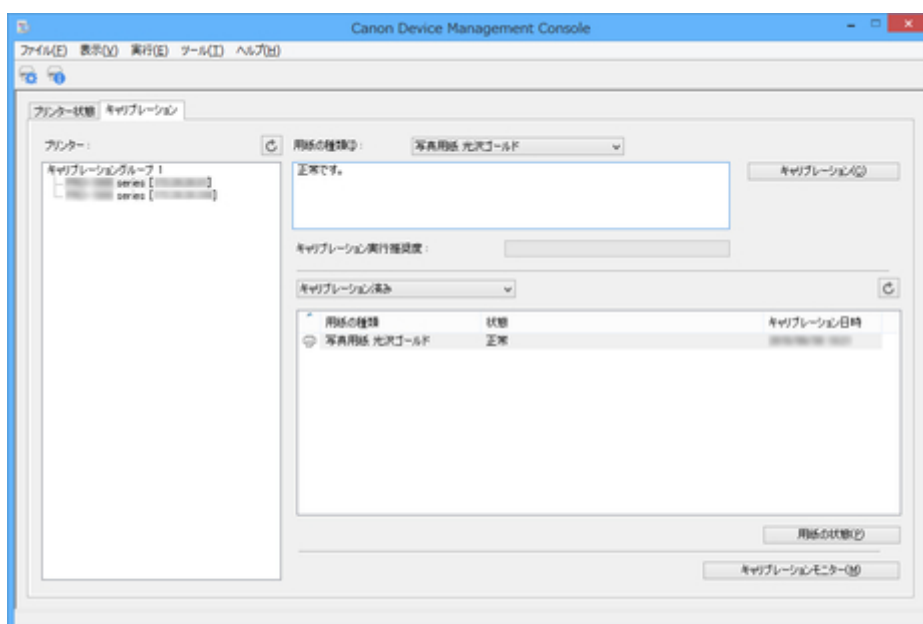 Canon Device Management Console
ファイル(F) 表示(V) 実行(E) ツール(T) ヘルプ(H)
プリンター状態 キャリブレーション
プリンター:
用紙の種類(I): 写真用紙 光沢ゴールド
キャリブレーショングループ 1
series [
]
series [
]
正常です。
キャリブレーション(C)
キャリブレーション実行推奨度:
キャリブレーション済み
用紙の種類 状態 キャリブレーション日時
写真用紙 光沢ゴールド 正常
用紙の状態(P)
キャリブレーションモニター(M)